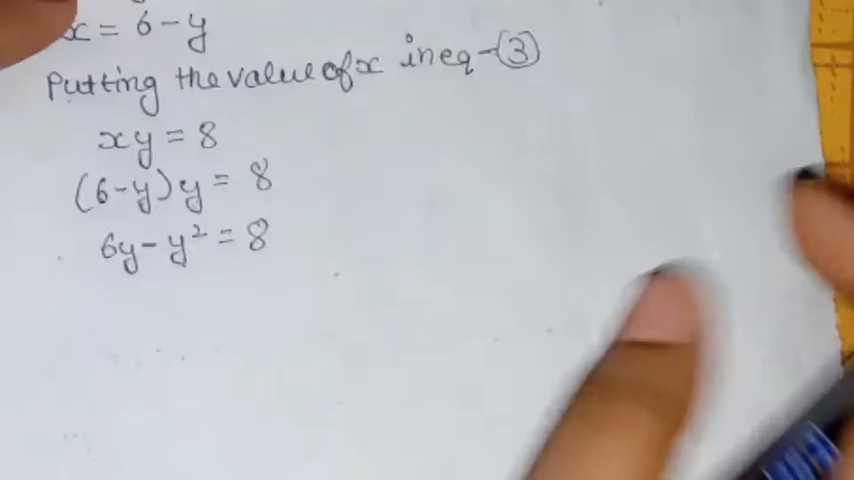 x = 6 - y
Putting the value of x in eq - (3)
xy = 8
(6-y)y = 8
6y - y² = 8